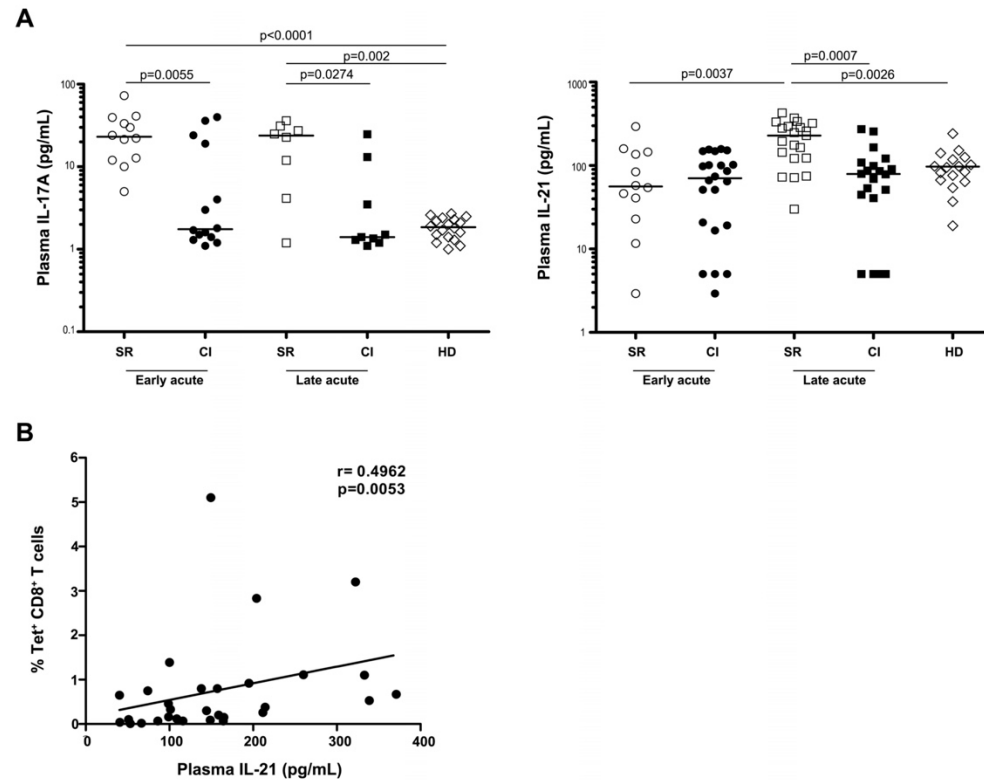 A
p<0.0001
p=0.002
p=0.0055
p=0.0274
Plasma IL-17A (pg/mL)
100
10
1
0.1
SR
CI
SR
CI
HD
Early acute
Late acute
p=0.0007
p=0.0037
p=0.0026
Plasma IL-21 (pg/mL)
1000
100
10
1
SR
CI
SR
CI
HD
Early acute
Late acute
B
r= 0.4962
p=0.0053
% Tet⁺ CD8⁺ T cells
6
5
4
3
2
1
0
0
100
200
300
400
Plasma IL-21 (pg/mL)